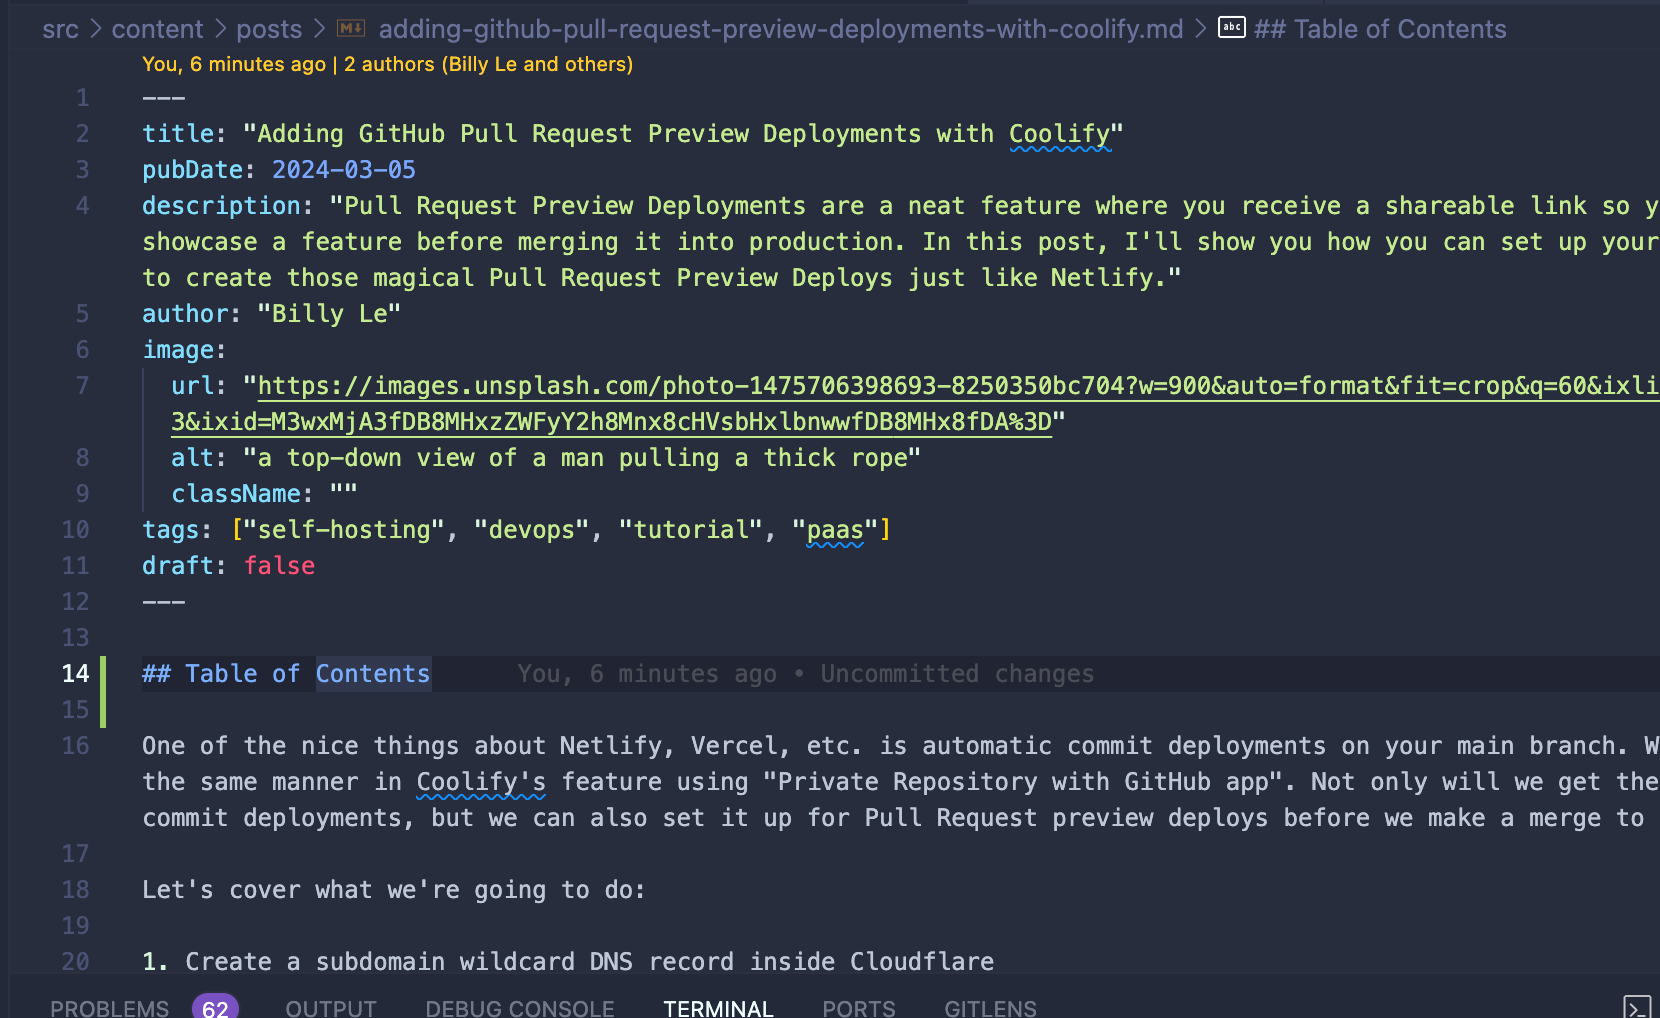 src > content > posts > M↓ adding-github-pull-request-preview-deployments-with-coolify.md > abc ## Table of Contents
You, 6 minutes ago | 2 authors (Billy Le and others)
1 ---
2 title: "Adding GitHub Pull Request Preview Deployments with Coolify"
3 pubDate: 2024-03-05
4 description: "Pull Request Preview Deployments are a neat feature where you receive a shareable link so y
showcase a feature before merging it into production. In this post, I'll show you how you can set up your
to create those magical Pull Request Preview Deploys just like Netlify."
5 author: "Billy Le"
6 image:
7 url: "https://images.unsplash.com/photo-1475706398693-8250350bc704?w=900&auto=format&fit=crop&q=60&ixli
3&ixid=M3wxMjA3fDB8MHxzZWFyY2h8Mnx8cHVsbHxlbnwwfDB8MHx8fDA%3D"
8 alt: "a top-down view of a man pulling a thick rope"
9 className: ""
10 tags: ["self-hosting", "devops", "tutorial", "paas"]
11 draft: false
12 ---
13
14 ## Table of Contents You, 6 minutes ago • Uncommitted changes
15
16 One of the nice things about Netlify, Vercel, etc. is automatic commit deployments on your main branch. W
the same manner in Coolify's feature using "Private Repository with GitHub app". Not only will we get the
commit deployments, but we can also set it up for Pull Request preview deploys before we make a merge to
17
18 Let's cover what we're going to do:
19
20 1. Create a subdomain wildcard DNS record inside Cloudflare
PROBLEMS 62 OUTPUT DEBUG CONSOLE TERMINAL PORTS GITLENS